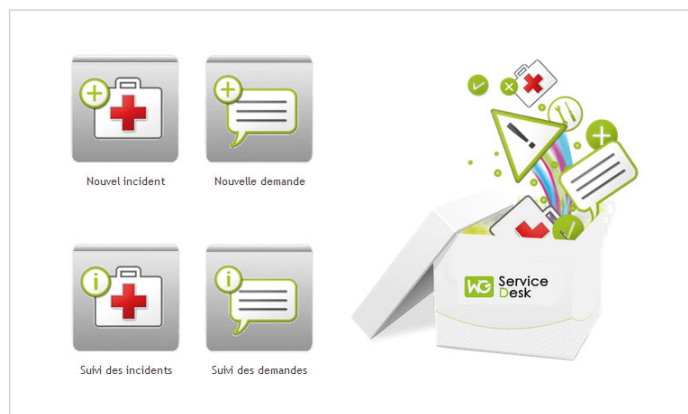 Nouvel incident
Nouvelle demande
Suivi des incidents
Suivi des demandes
WG Service
Desk